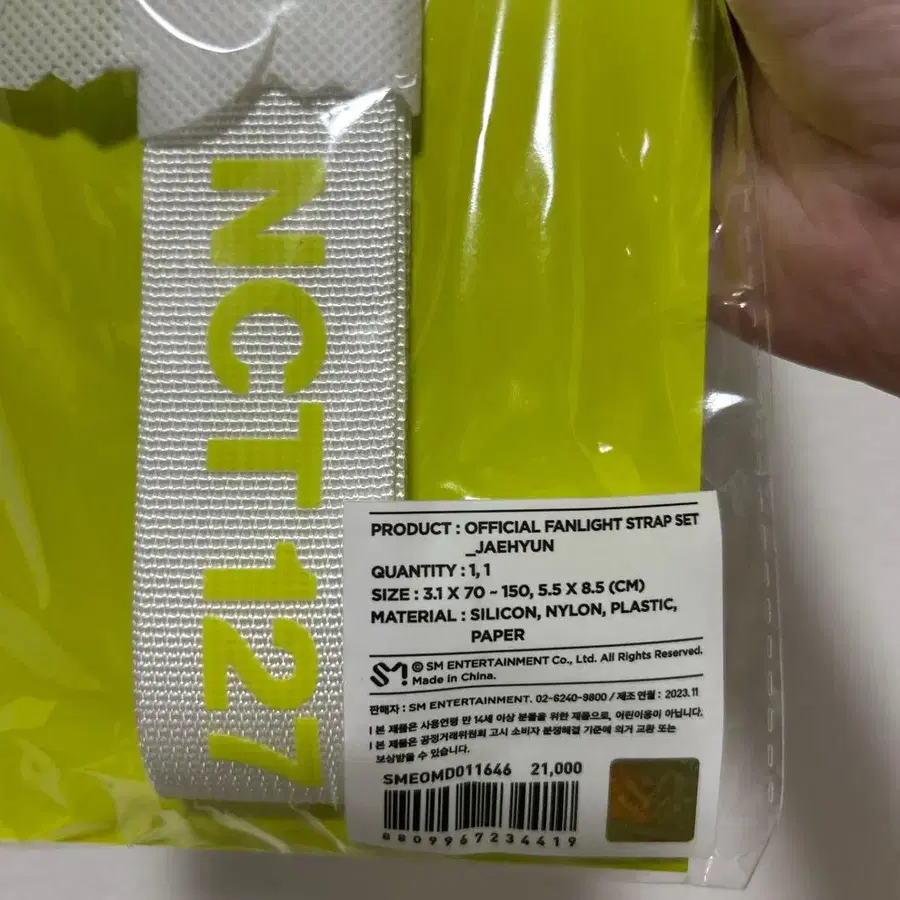 NCT 127
PRODUCT : OFFICIAL FANLIGHT STRAP SET
_JAEHYUN
QUANTITY : 1, 1
SIZE : 3.1 X 70 ~ 150, 5.5 X 8.5 (CM)
MATERIAL : SILICON, NYLON, PLASTIC,
PAPER
SM
© SM ENTERTAINMENT Co., Ltd. All Rights Reserved.
Made in China.
판매자 : SM ENTERTAINMENT. 02-6240-9800 / 제조 연월 : 2023.11
| 본 제품은 사용연령 만 14세 이상 분들을 위한 제품으로, 어린이용이 아닙니다.
| 본 제품은 공정거래위원회 고시 소비자 분쟁해결 기준에 의거 교환 또는
보상받을 수 있습니다.
SMEOMD011646 21,000
8809967234419
SM